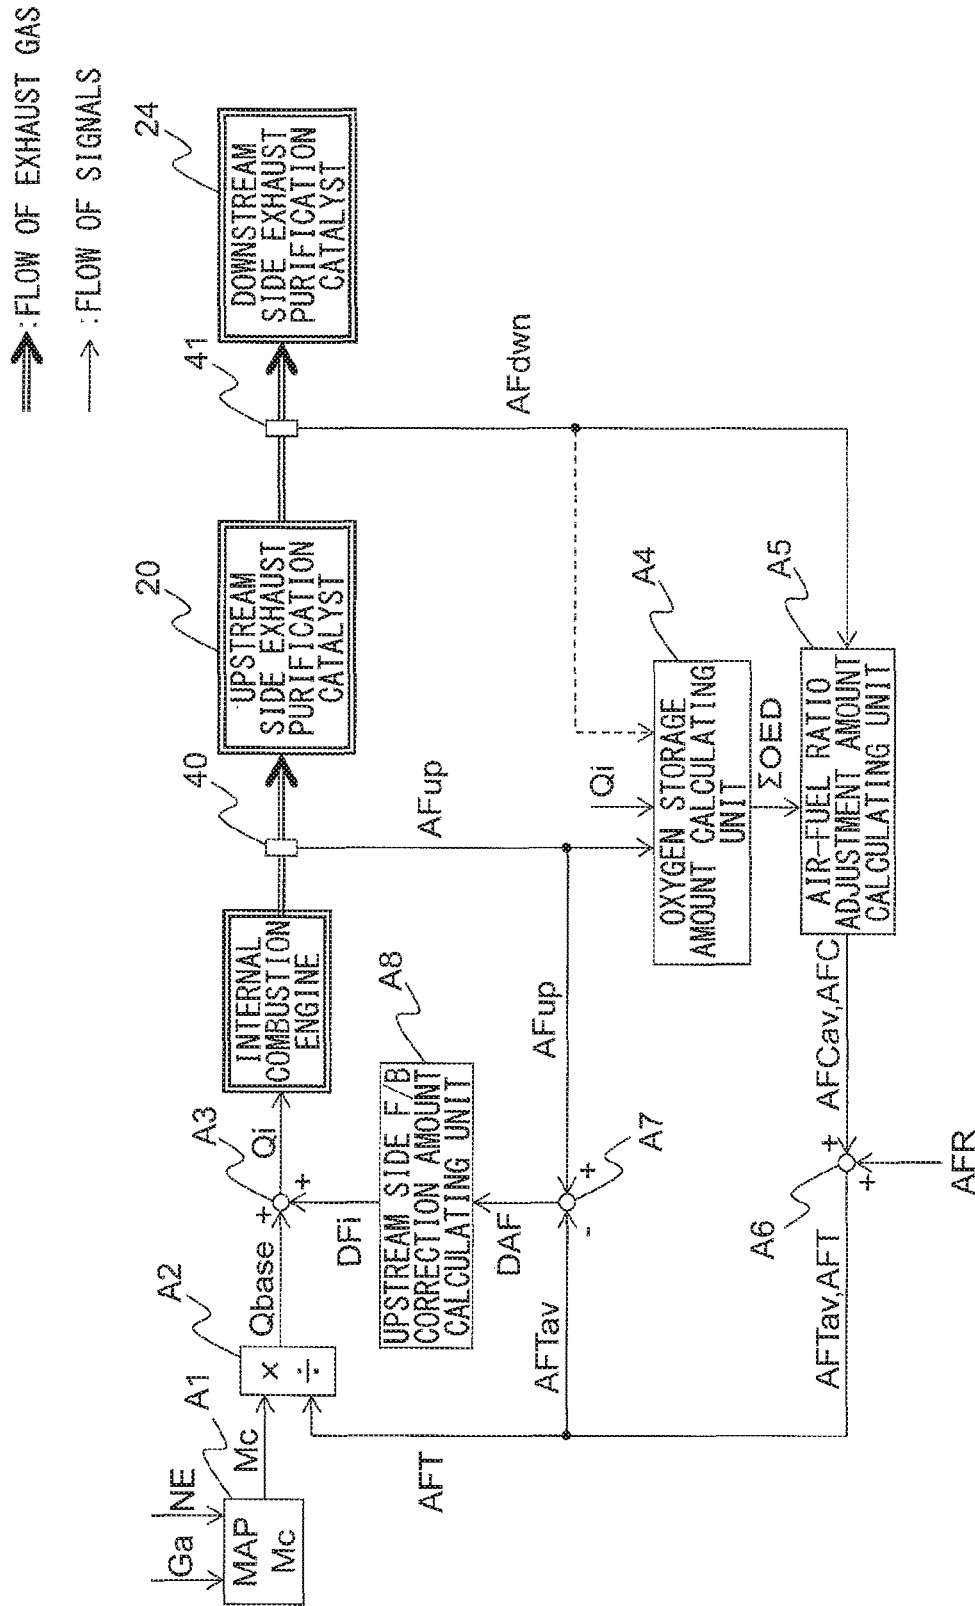 ⇒ :FLOW OF EXHAUST GAS
→ :FLOW OF SIGNALS
Ga
NE
MAP
Mc
A1
Mc
A2
×
÷
AFT
Qbase
A3
+
+
Qi
INTERNAL
COMBUSTION
ENGINE
40
UPSTREAM
SIDE EXHAUST
PURIFICATION
CATALYST
20
41
DOWNSTREAM
SIDE EXHAUST
PURIFICATION
CATALYST
24
DFi
UPSTREAM SIDE F/B
CORRECTION AMOUNT
CALCULATING UNIT
A8
AFup
AFdwn
DAF
AFTav
-
+
A7
AFup
Qi
OXYGEN STORAGE
AMOUNT CALCULATING
UNIT
A4
ΣOED
AIR-FUEL RATIO
ADJUSTMENT AMOUNT
CALCULATING UNIT
A5
AFTav,AFT
A6
+
+
AFCav,AFC
AFR